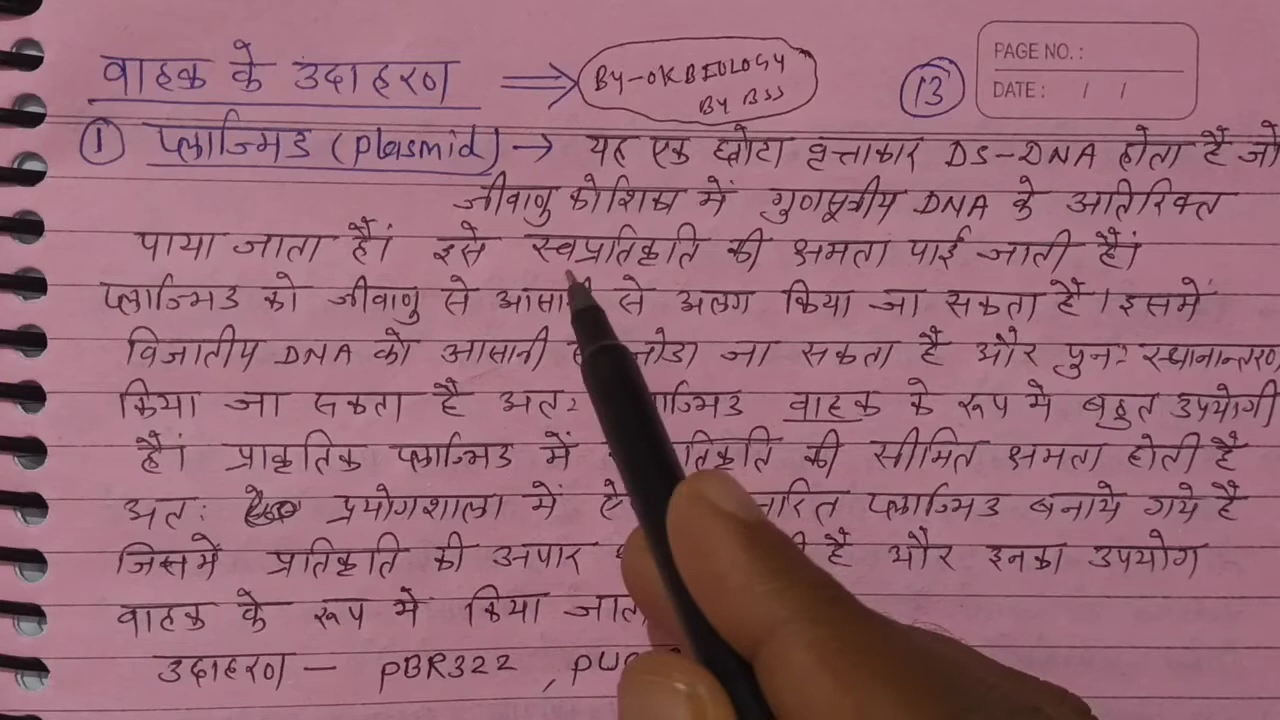 वाहक के उदाहरण ⇒ BY-OKBIOLOGY BY BSS 13
PAGE NO.:
DATE: / /
① प्लाज्मिड (plasmid) → यह एक छोटा वृत्ताकार DS-DNA होता है जो
जीवाणु कोशिका में गुणसूत्रीय DNA के अतिरिक्त
पाया जाता हैं। इसे स्वप्रतिकृति की क्षमता पाई जाती हैं।
प्लाज्मिड को जीवाणु से से अलग किया जा सकता है। इसमें
विजातीय DNA को आसानी जोडा जा सकता है और पुनः स्थानान्तरण
किया जा सकता है अतः वाहक के रूप में बहुत उपयोगी
हैं। प्राकृतिक प्लाज्मिड में की सीमित क्षमता होती है
अतः प्रयोगशाला में प्लाज्मिड बनाये गये है
जिसमें प्रतिकृति की अपार है और इनका उपयोग
वाहक के रूप में किया
उदाहरण — pBR322,